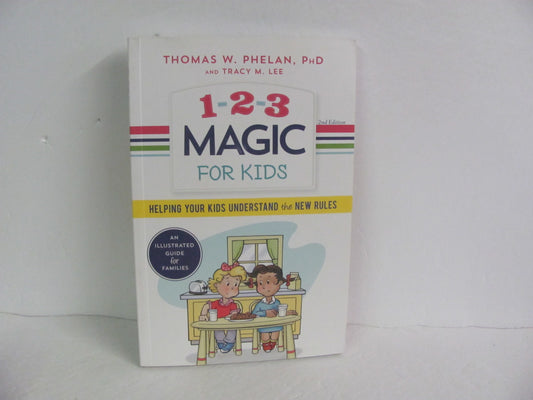 THOMAS W. PHELAN, PhD
AND TRACY M. LEE
1-2-3
2nd Edition
MAGIC
FOR KIDS
HELPING YOUR KIDS UNDERSTAND the NEW RULES
AN
ILLUSTRATED
GUIDE for
FAMILIES